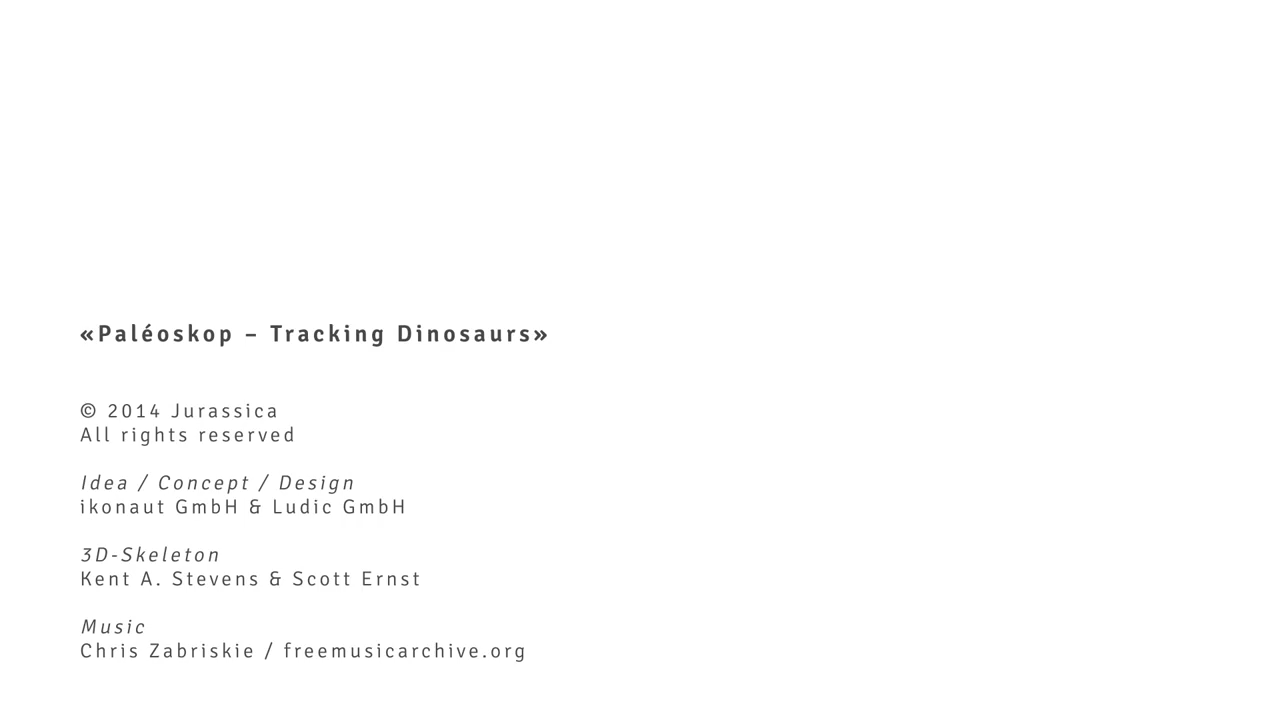 «Paléoskop – Tracking Dinosaurs»
© 2014 Jurassica
All rights reserved
Idea / Concept / Design
ikonaut GmbH & Ludic GmbH
3D-Skeleton
Kent A. Stevens & Scott Ernst
Music
Chris Zabriskie / freemusicarchive.org